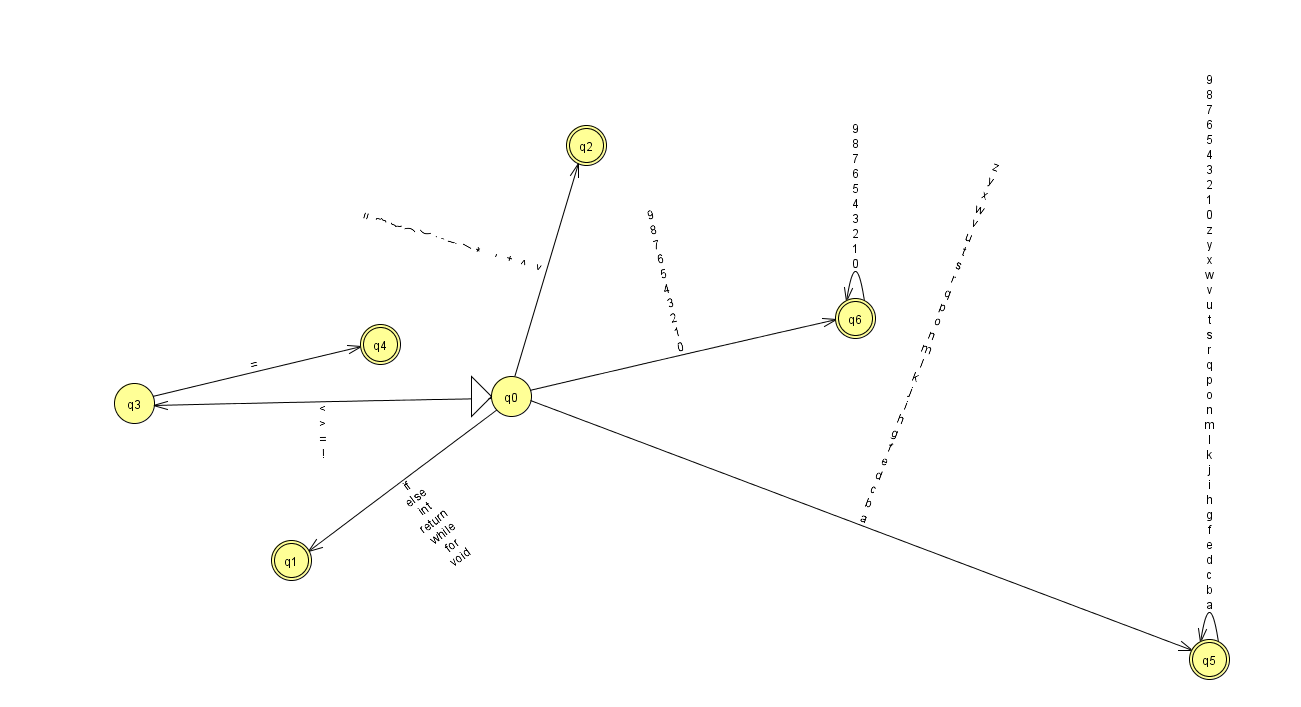 9
8
7
6
5
4
3
2
1
0
z
y
x
w
v
u
t
s
r
q
p
o
n
m
l
k
j
i
h
g
f
e
d
c
b
a
q5
9
8
7
6
5
4
3
2
1
0
q6
q2
z
y
x
w
v
u
t
s
r
q
p
o
n
m
l
k
j
i
h
g
f
e
d
c
b
a
9
8
7
6
5
4
3
2
1
0
=
}
{
)
(
*
+
>
<
q4
=
q3
q0
<
>
=
!
if
else
int
return
while
for
void
q1